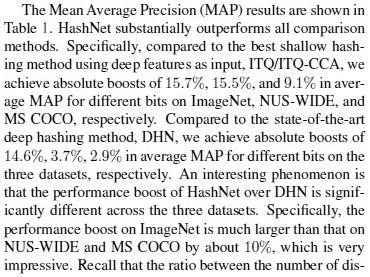 The Mean Average Precision (MAP) results are shown in
Table 1. HashNet substantially outperforms all comparison
methods. Specifically, compared to the best shallow hash-
ing method using deep features as input, ITQ/ITQ-CCA, we
achieve absolute boosts of 15.7%, 15.5%, and 9.1% in aver-
age MAP for different bits on ImageNet, NUS-WIDE, and
MS COCO, respectively. Compared to the state-of-the-art
deep hashing method, DHN, we achieve absolute boosts of
14.6%, 3.7%, 2.9% in average MAP for different bits on the
three datasets, respectively. An interesting phenomenon is
that the performance boost of HashNet over DHN is signif-
icantly different across the three datasets. Specifically, the
performance boost on ImageNet is much larger than that on
NUS-WIDE and MS COCO by about 10%, which is very
impressive. Recall that the ratio between the number of dis-